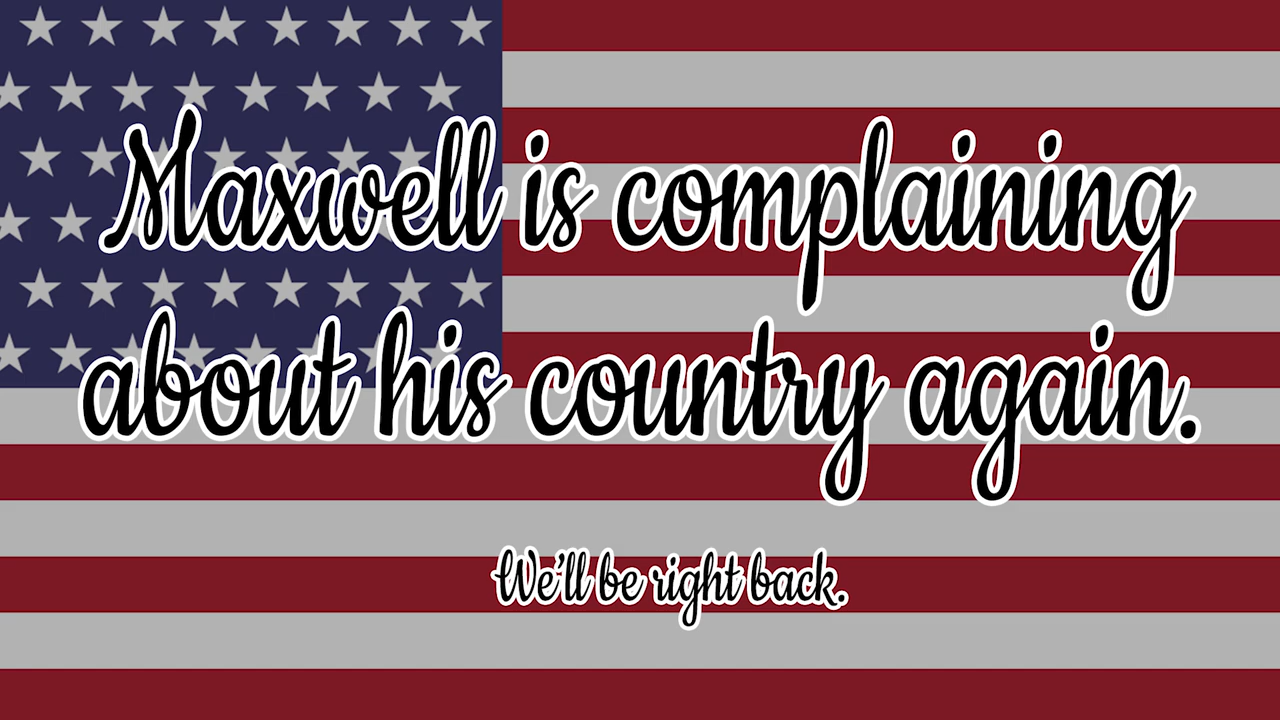 Maxwell is complaining
about his country again.
We'll be right back.